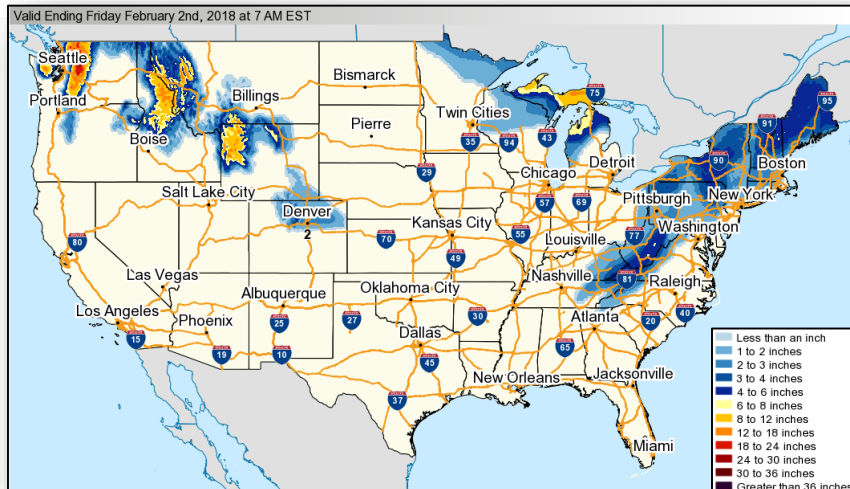 Valid Ending Friday February 2nd, 2018 at 7 AM EST
Seattle
Portland
Billings
Bismarck
Boise
Pierre
Twin Cities
75
95
91
35
94
43
90
Boston
Detroit
Salt Lake City
29
Chicago
New York
Denver
2
57
69
Pittsburgh
Washington
80
70
Kansas City
55
Louisville
77
49
81
Raleigh
Las Vegas
Nashville
Los Angeles
Albuquerque
Oklahoma City
Phoenix
25
27
30
Atlanta
20
40
15
19
10
Dallas
45
65
New Orleans
Jacksonville
37
Miami
Less than an inch
1 to 2 inches
2 to 3 inches
3 to 4 inches
4 to 6 inches
6 to 8 inches
8 to 12 inches
12 to 18 inches
18 to 24 inches
24 to 30 inches
30 to 36 inches
Greater than 36 inches